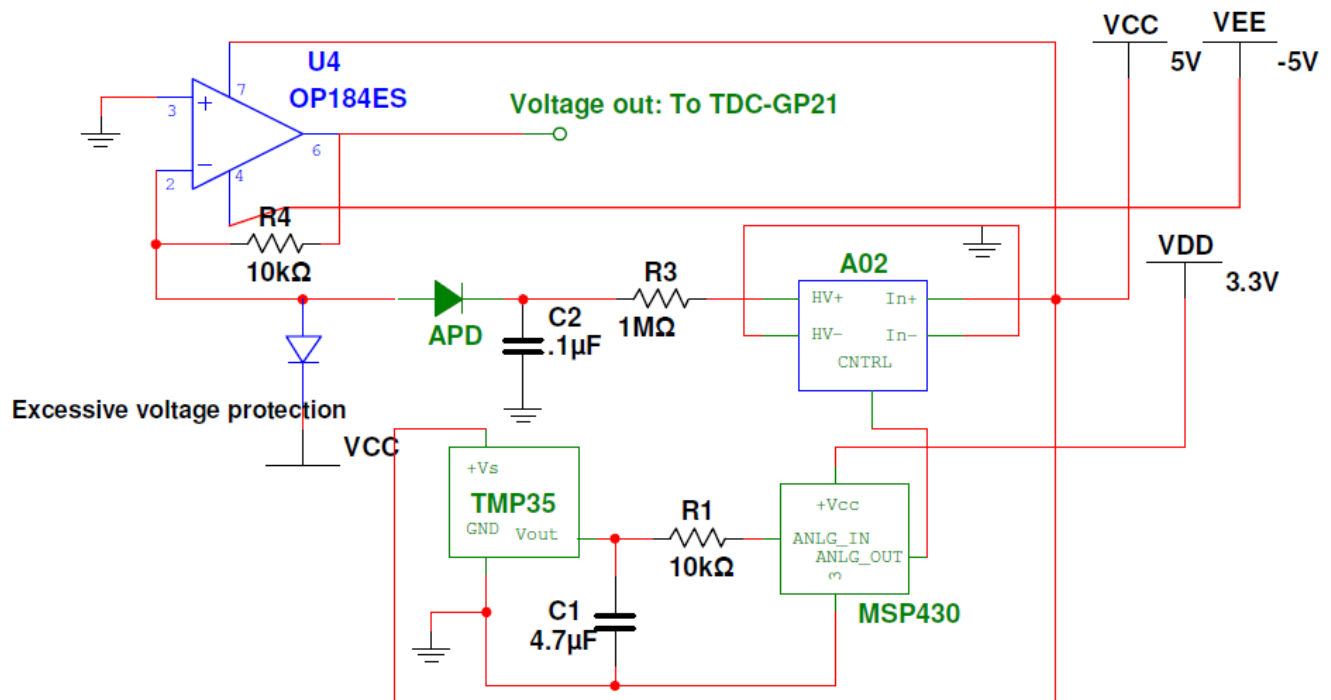 VCC
VEE
5V
-5V
U4
OP184ES
7
3
+
6
−
2
4
Voltage out: To TDC-GP21
R4
10kΩ
VDD
3.3V
A02
R3
1MΩ
HV+
In+
HV−
In−
CNTRL
APD
C2
.1µF
Excessive voltage protection
VCC
+Vs
TMP35
GND
Vout
R1
10kΩ
+Vcc
ANLG_IN
ANLG_OUT
3
MSP430
C1
4.7µF